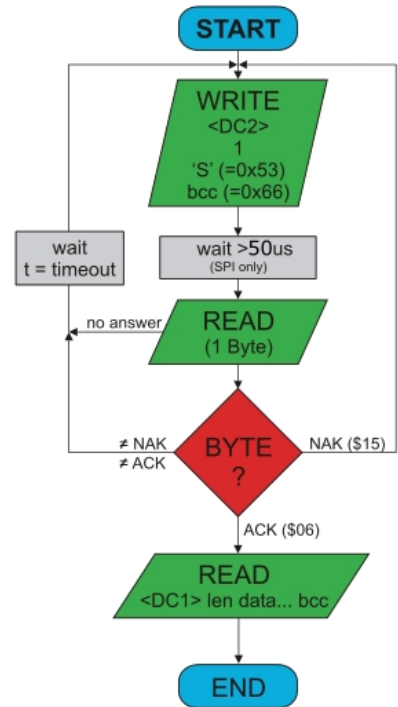 START
WRITE
<DC2>
1
‘S’ (=0x53)
bcc (=0x66)
wait
t = timeout
wait >50us
(SPI only)
no answer
READ
(1 Byte)
≠ NAK
≠ ACK
BYTE
?
NAK ($15)
ACK ($06)
READ
<DC1> len data... bcc
END